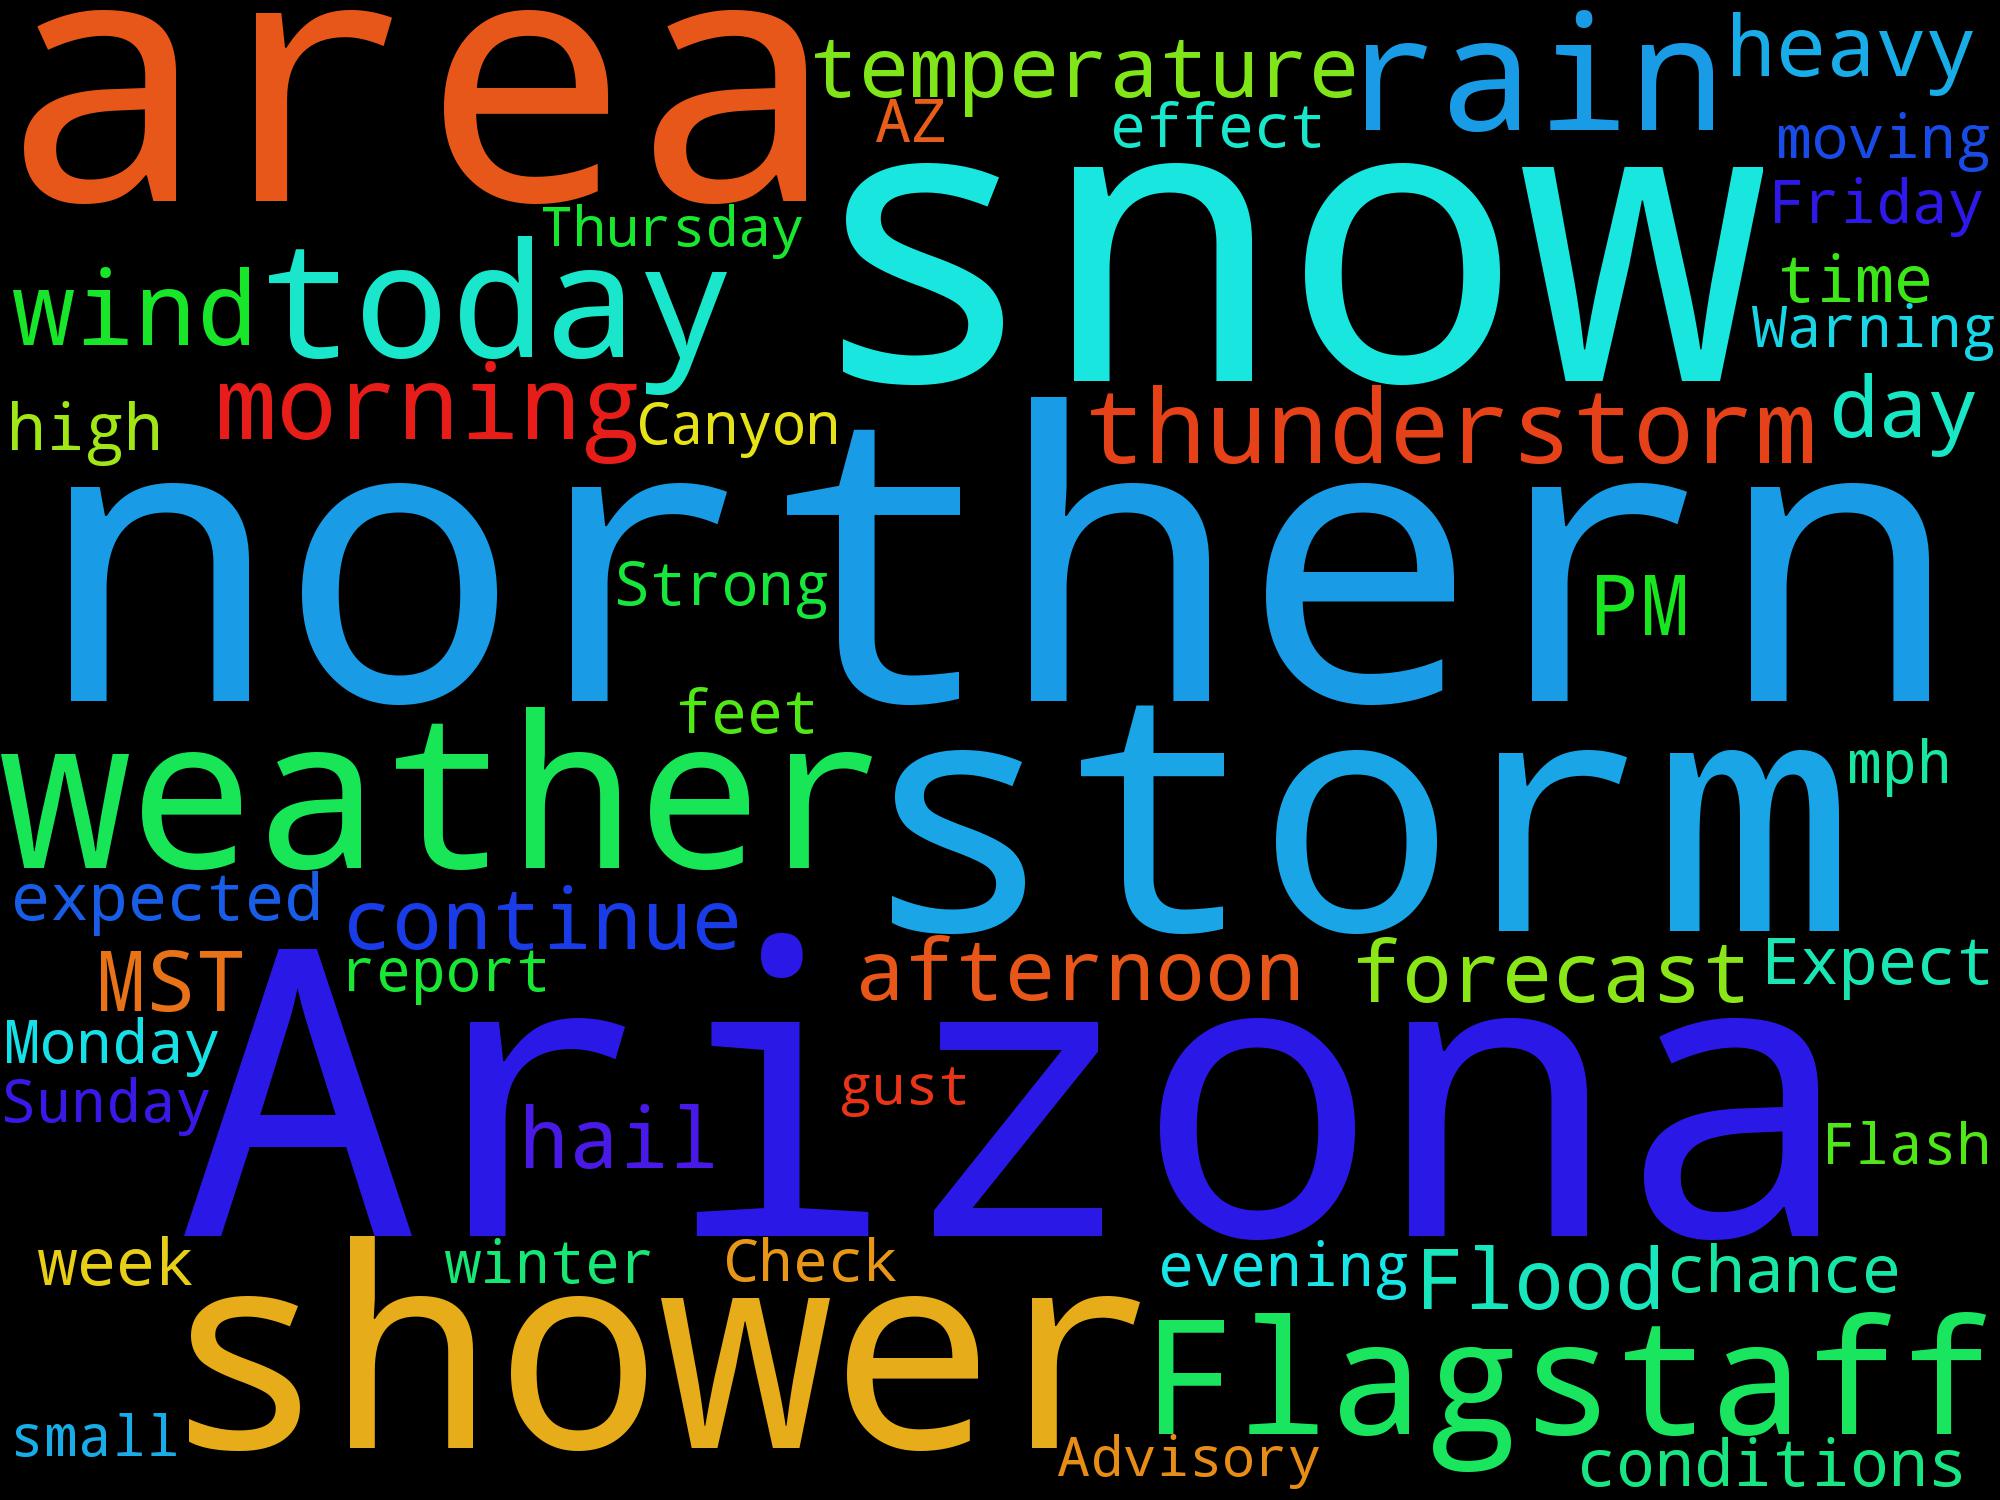 area
temperature
rain
heavy
AZ
effect
moving
snow
Friday
Thursday
wind
today
time
Warning
high
morning
Canyon
thunderstorm
day
northern
Strong
PM
feet
weather
storm
mph
expected
continue
MST
report
afternoon
forecast
Expect
Monday
Arizona
Sunday
gust
hail
Flash
week
winter
Check
evening
Flood
chance
shower
Flagstaff
small
Advisory
conditions